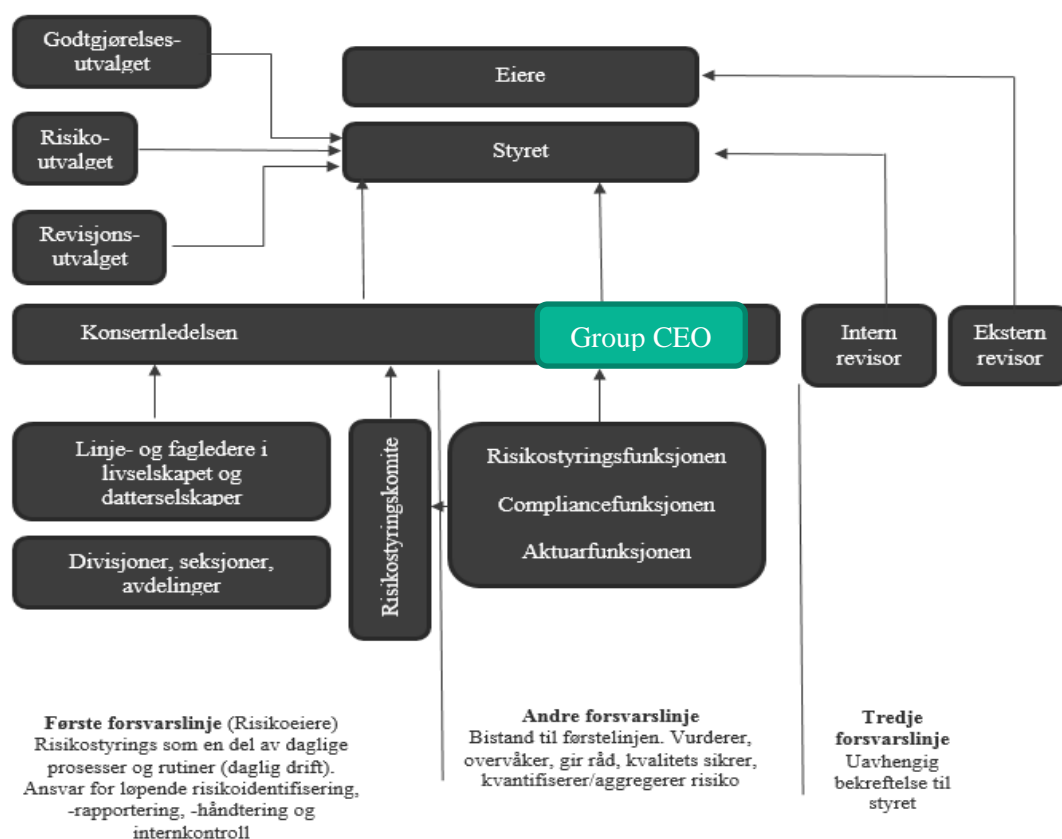 Godtgjørelses-
utvalget
Eiere
Risiko-
utvalget
Styret
Revisjons-
utvalget
Konsernledelsen
Group CEO
Intern
revisor
Ekstern
revisor
Linje- og fagledere i
livselskapet og
datterselskaper
Divisjoner, seksjoner,
avdelinger
Risikostyringskomite
Risikostyringsfunksjonen
Compliancefunksjonen
Aktuarfunksjonen
Første forsvarslinje (Risikoeiere)
Risikostyrings som en del av daglige
prosesser og rutiner (daglig drift).
Ansvar for løpende risikoidentifisering,
-rapportering, -håndtering og
internkontroll
Andre forsvarslinje
Bistand til førstelinjen. Vurderer,
overvåker, gir råd, kvalitets sikrer,
kvantifiserer/aggregerer risiko
Tredje
forsvarslinje
Uavhengig
bekreftelse til
styret